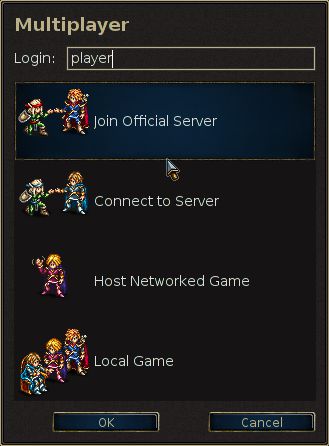 Multiplayer
Login: player
Join Official Server
Connect to Server
Host Networked Game
Local Game
OK Cancel